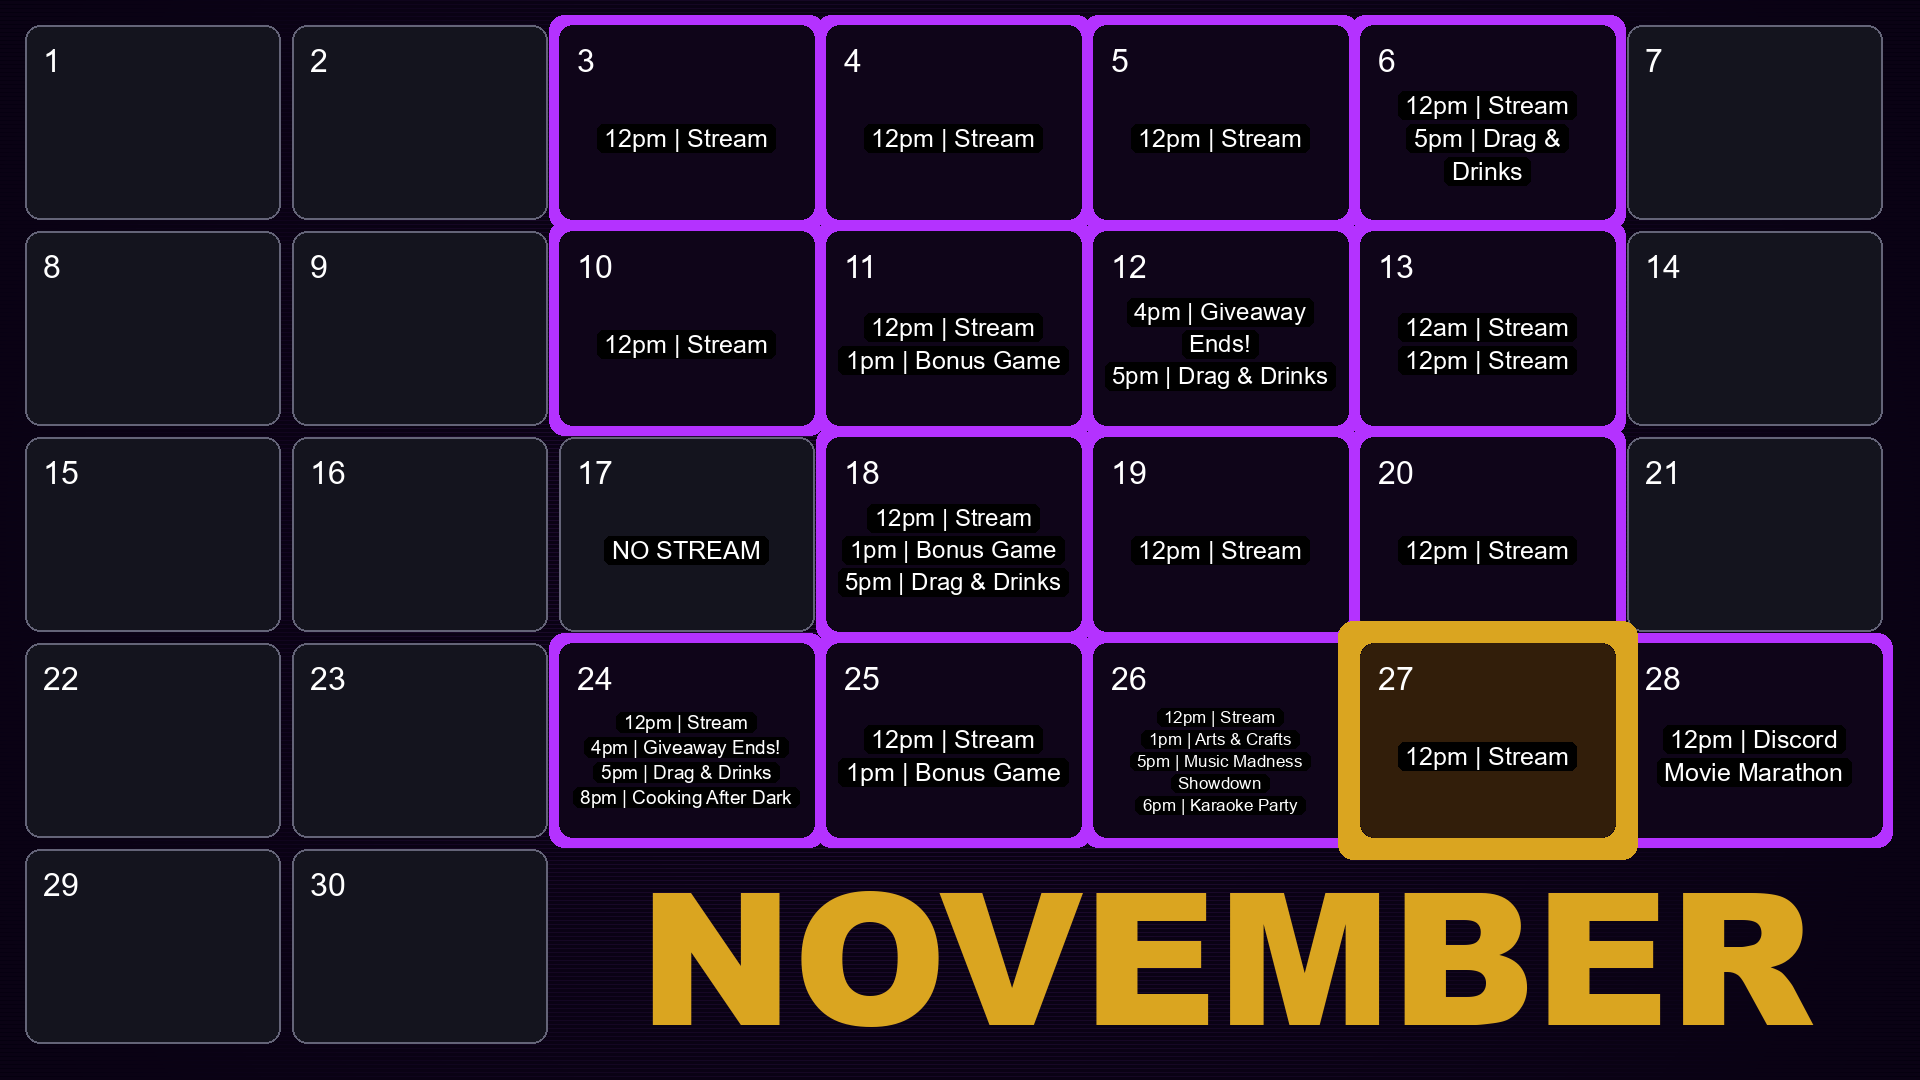 1
2
3
12pm | Stream
4
12pm | Stream
5
12pm | Stream
6
12pm | Stream
5pm | Drag &
Drinks
7
8
9
10
12pm | Stream
11
12pm | Stream
1pm | Bonus Game
12
4pm | Giveaway
Ends!
5pm | Drag & Drinks
13
12am | Stream
12pm | Stream
14
15
16
17
NO STREAM
18
12pm | Stream
1pm | Bonus Game
5pm | Drag & Drinks
19
12pm | Stream
20
12pm | Stream
21
22
23
24
12pm | Stream
4pm | Giveaway Ends!
5pm | Drag & Drinks
8pm | Cooking After Dark
25
12pm | Stream
1pm | Bonus Game
26
12pm | Stream
1pm | Arts & Crafts
5pm | Music Madness
Showdown
6pm | Karaoke Party
27
12pm | Stream
28
12pm | Discord
Movie Marathon
29
30
NOVEMBER